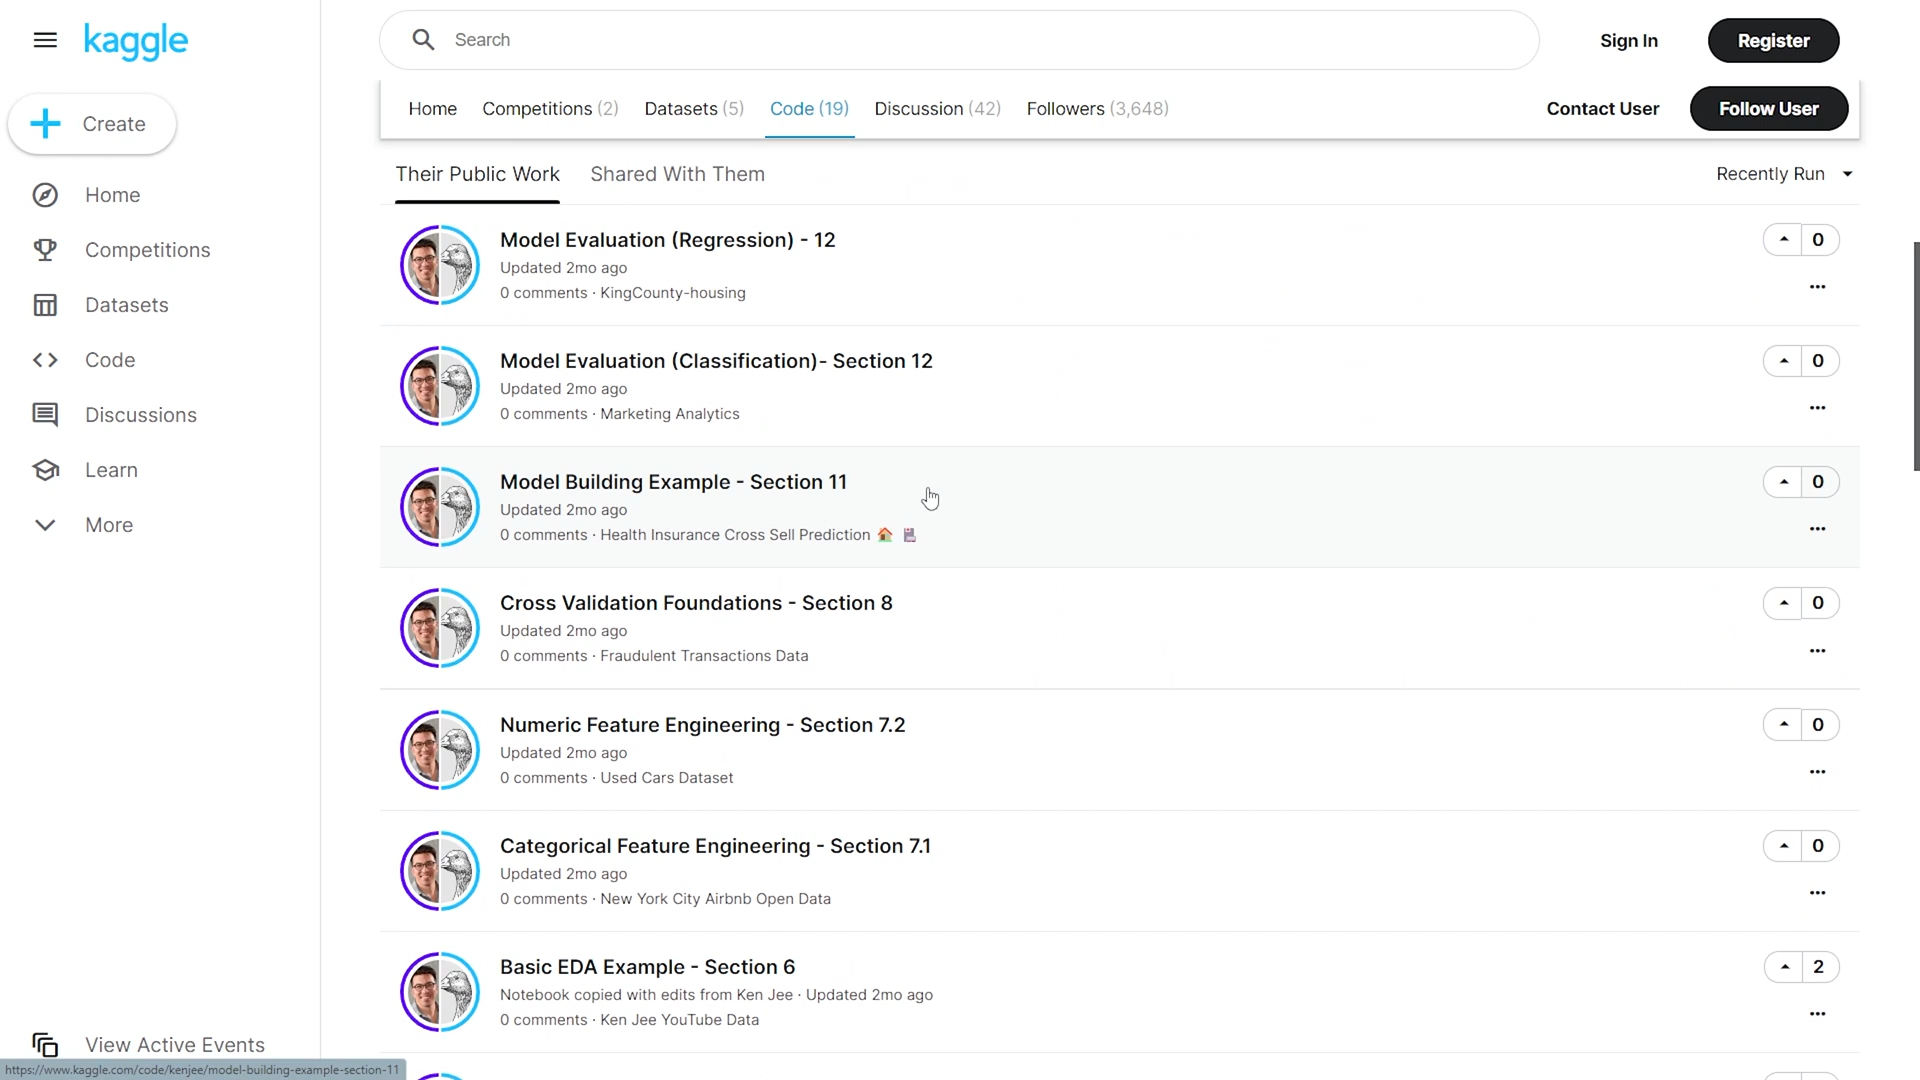 kaggle
Search
Sign In
Register
Create
Home
Competitions
Datasets
Code
Discussions
Learn
More
View Active Events
https://www.kaggle.com/code/kenjee/model-building-example-section-11
Home Competitions (2) Datasets (5) Code (19) Discussion (42) Followers (3,648) Contact User Follow User
Their Public Work Shared With Them Recently Run
Model Evaluation (Regression) - 12 0
Updated 2mo ago
0 comments · KingCounty-housing
Model Evaluation (Classification)- Section 12 0
Updated 2mo ago
0 comments · Marketing Analytics
Model Building Example - Section 11 0
Updated 2mo ago
0 comments · Health Insurance Cross Sell Prediction 🏠 🏥
Cross Validation Foundations - Section 8 0
Updated 2mo ago
0 comments · Fraudulent Transactions Data
Numeric Feature Engineering - Section 7.2 0
Updated 2mo ago
0 comments · Used Cars Dataset
Categorical Feature Engineering - Section 7.1 0
Updated 2mo ago
0 comments · New York City Airbnb Open Data
Basic EDA Example - Section 6 2
Notebook copied with edits from Ken Jee · Updated 2mo ago
0 comments · Ken Jee YouTube Data